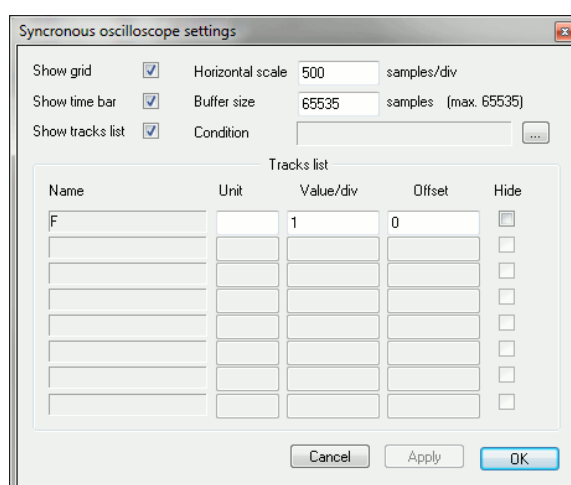 Syncronous oscilloscope settings
Show grid Horizontal scale 500 samples/div
Show time bar Buffer size 65535 samples (max. 65535)
Show tracks list Condition ...
Tracks list
Name Unit Value/div Offset Hide
F 1 0
Cancel Apply OK